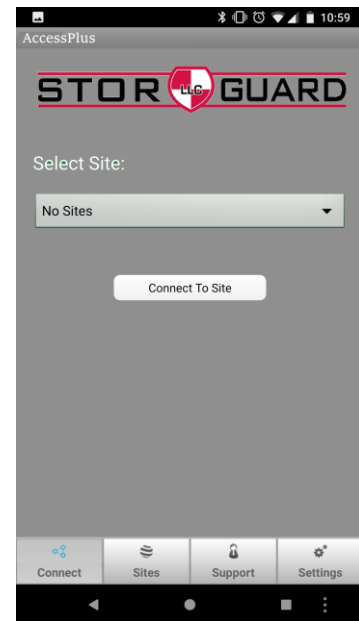 10:59
AccessPlus
STOR LLC GUARD
Select Site:
No Sites
Connect To Site
Connect Sites Support Settings